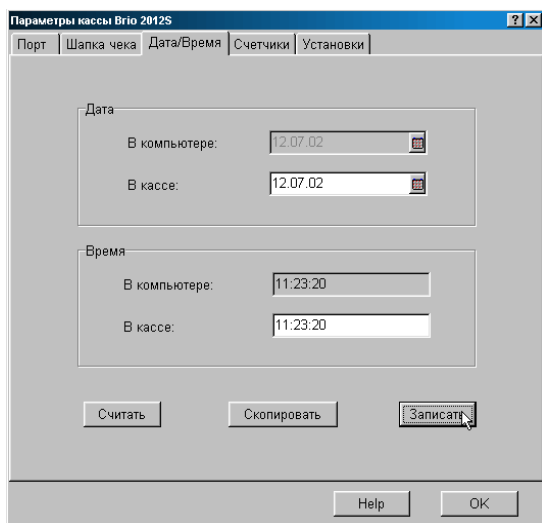 Параметры кассы Brio 2012S
Порт Шапка чека Дата/Время Счетчики Установки
Дата
В компьютере: 12.07.02
В кассе: 12.07.02
Время
В компьютере: 11:23:20
В кассе: 11:23:20
Считать Скопировать Записать
Help OK